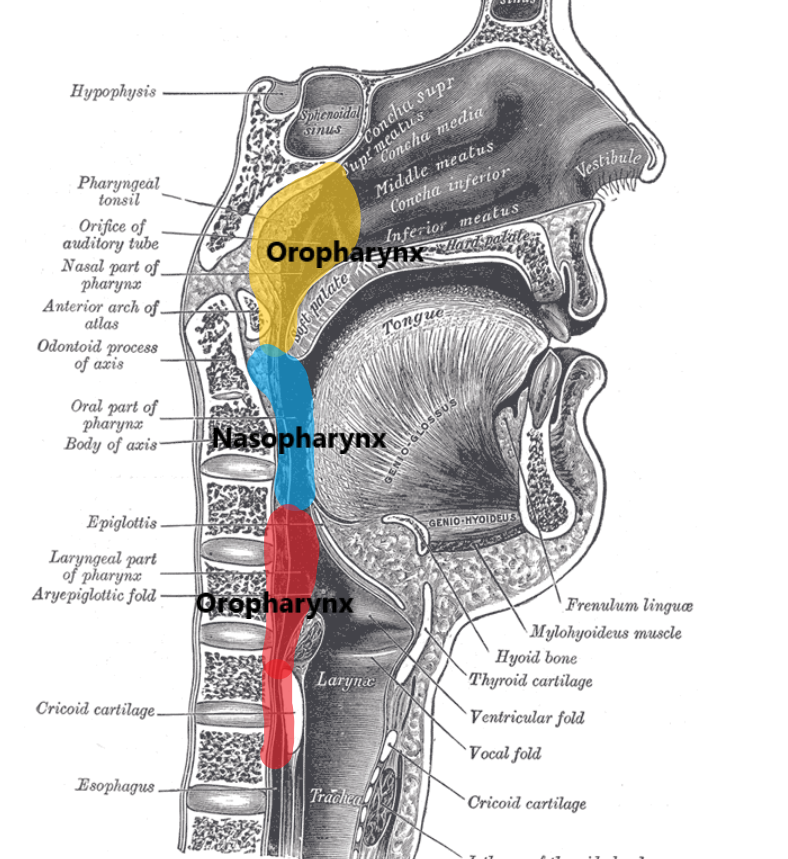 sinus
Hypophysis
Sphenoidal
sinus
Concha supr
Supr meatus
Concha media
Middle meatus
Concha inferior
Inferior meatus
Vestibule
Hard palate
Pharyngeal
tonsil
Orifice of
auditory tube
Oropharynx
Nasal part of
pharynx
Soft palate
Anterior arch of
atlas
Tongue
Odontoid process
of axis
GENIO-GLOSSUS
Oral part of
pharynx
Nasopharynx
Body of axis
Epiglottis
GENIO-HYOIDEUS
Laryngeal part
of pharynx
Aryepiglottic fold
Oropharynx
Frenulum linguæ
Mylohyoideus muscle
Hyoid bone
Larynx
Thyroid cartilage
Cricoid cartilage
Ventricular fold
Vocal fold
Esophagus
Trachea
Cricoid cartilage